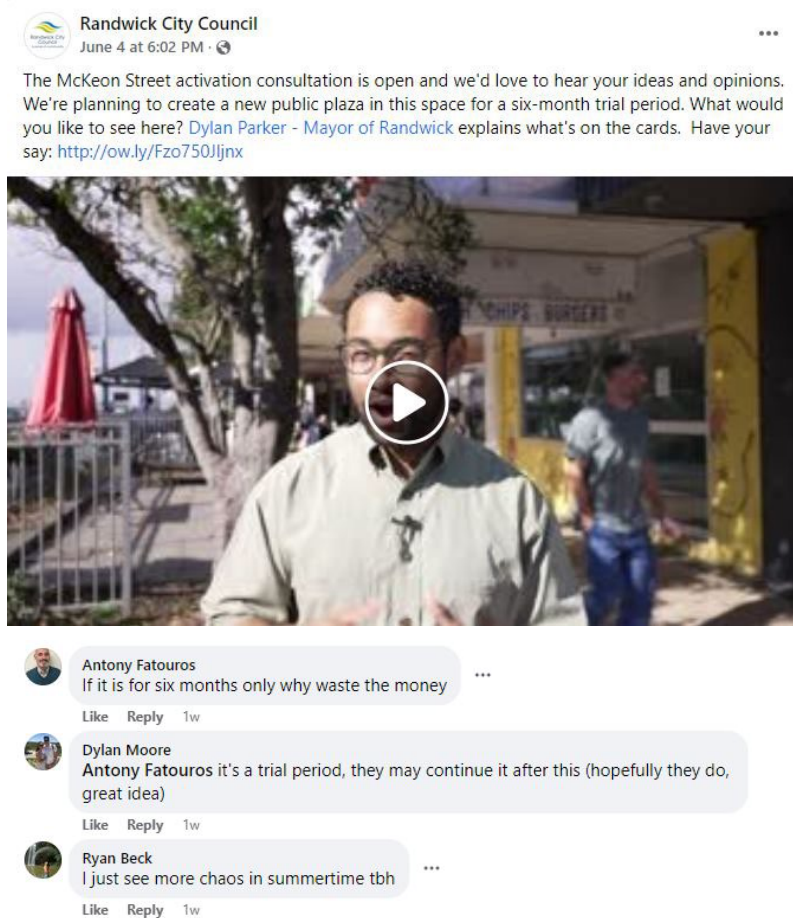 Randwick City Council
June 4 at 6:02 PM ·
The McKeon Street activation consultation is open and we'd love to hear your ideas and opinions.
We're planning to create a new public plaza in this space for a six-month trial period. What would
you like to see here? Dylan Parker - Mayor of Randwick explains what's on the cards. Have your
say: http://ow.ly/Fzo750JIjnx
CHIPS BURGERS
Antony Fatouros
If it is for six months only why waste the money
Like Reply 1w
Dylan Moore
Antony Fatouros it's a trial period, they may continue it after this (hopefully they do,
great idea)
Like Reply 1w
Ryan Beck
I just see more chaos in summertime tbh
Like Reply 1w